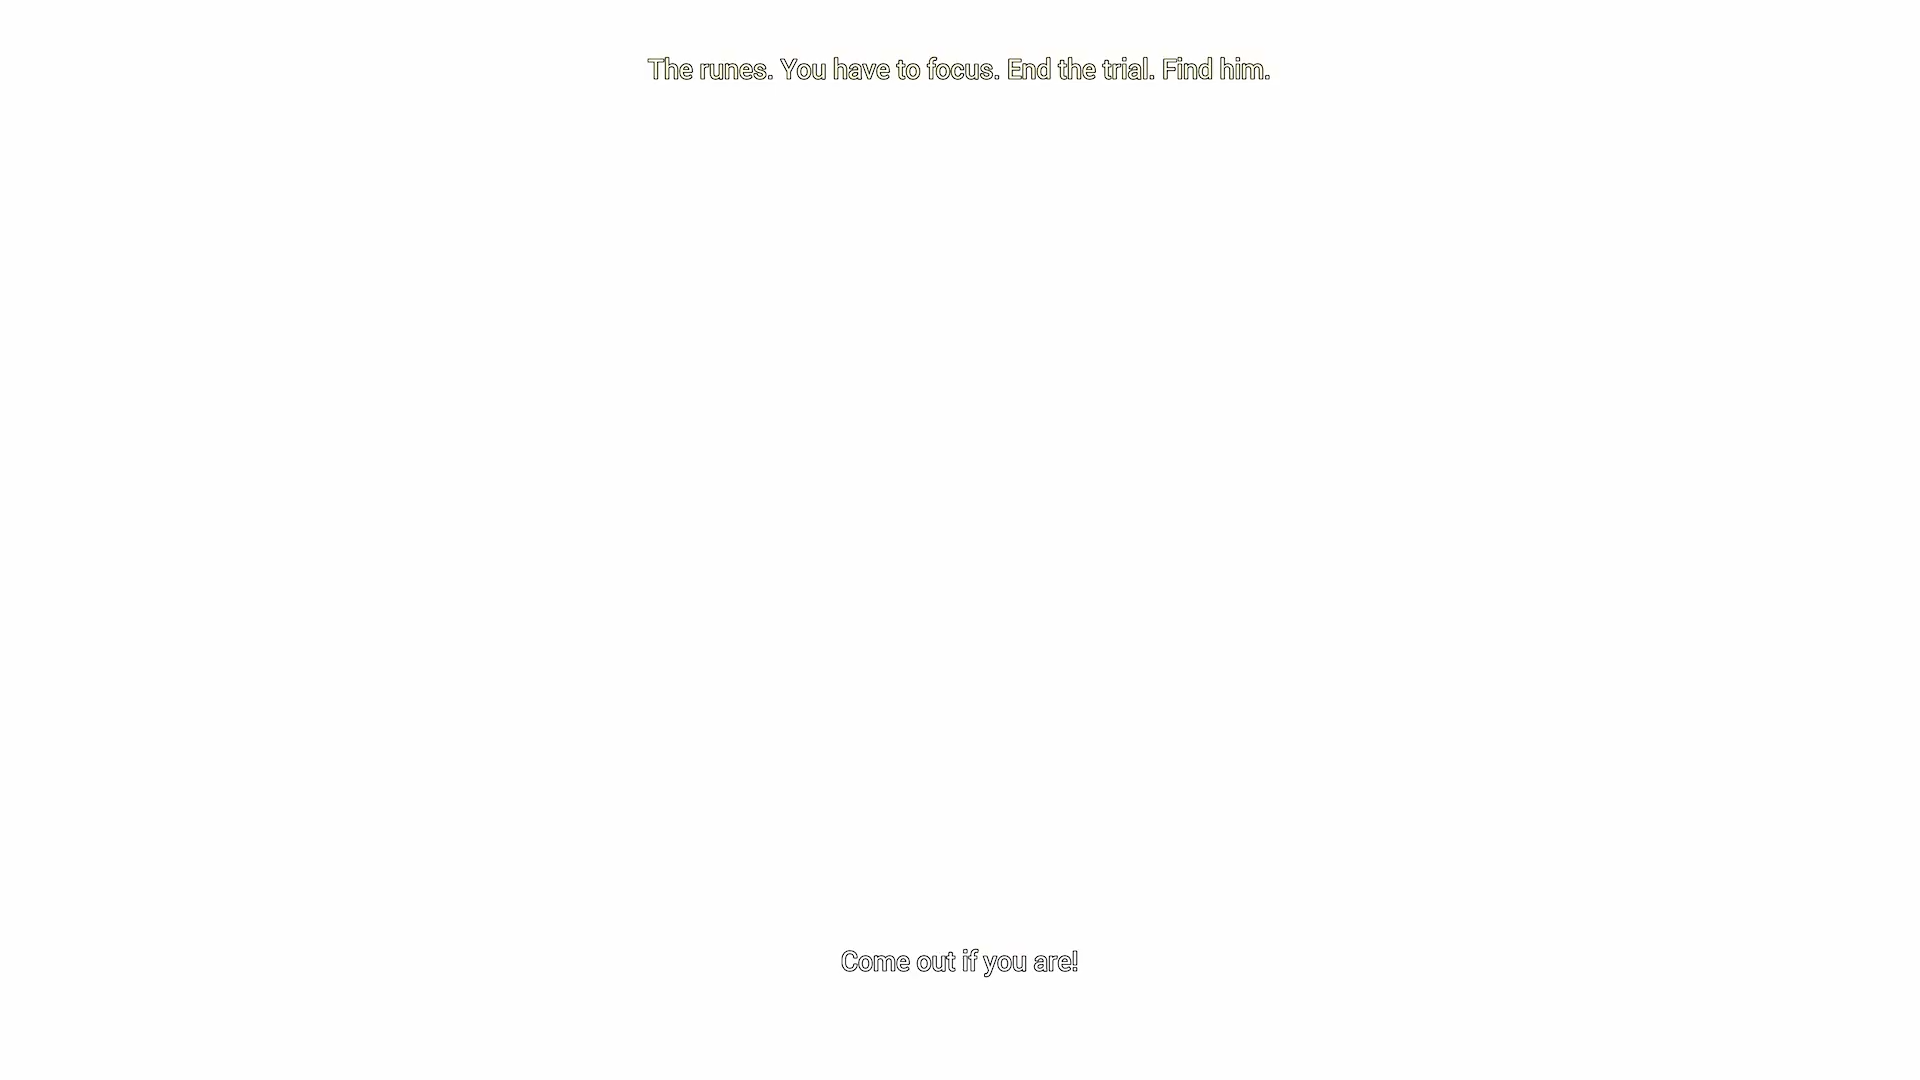 The runes. You have to focus. End the trial. Find him.
Come out if you are!